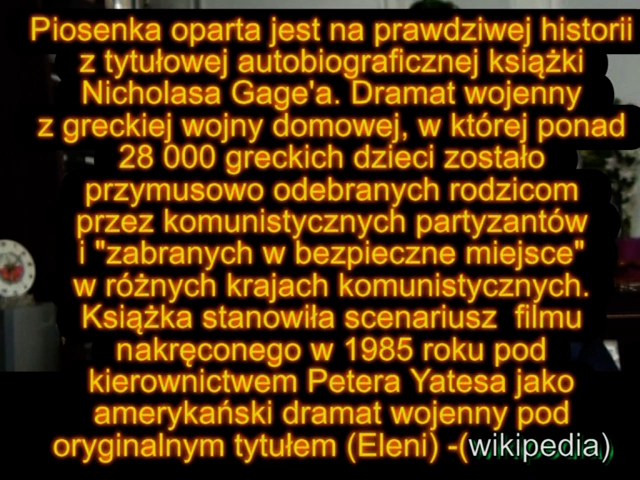 Piosenka oparta jest na prawdziwej historii
z tytułowej autobiograficznej książki
Nicholasa Gage'a. Dramat wojenny
z greckiej wojny domowej, w której ponad
28 000 greckich dzieci zostało
przymusowo odebranych rodzicom
przez komunistycznych partyzantów
i "zabranych w bezpieczne miejsce"
w różnych krajach komunistycznych.
Książka stanowiła scenariusz filmu
nakręconego w 1985 roku pod
kierownictwem Petera Yatesa jako
amerykański dramat wojenny pod
oryginalnym tytułem (Eleni) -(wikipedia)